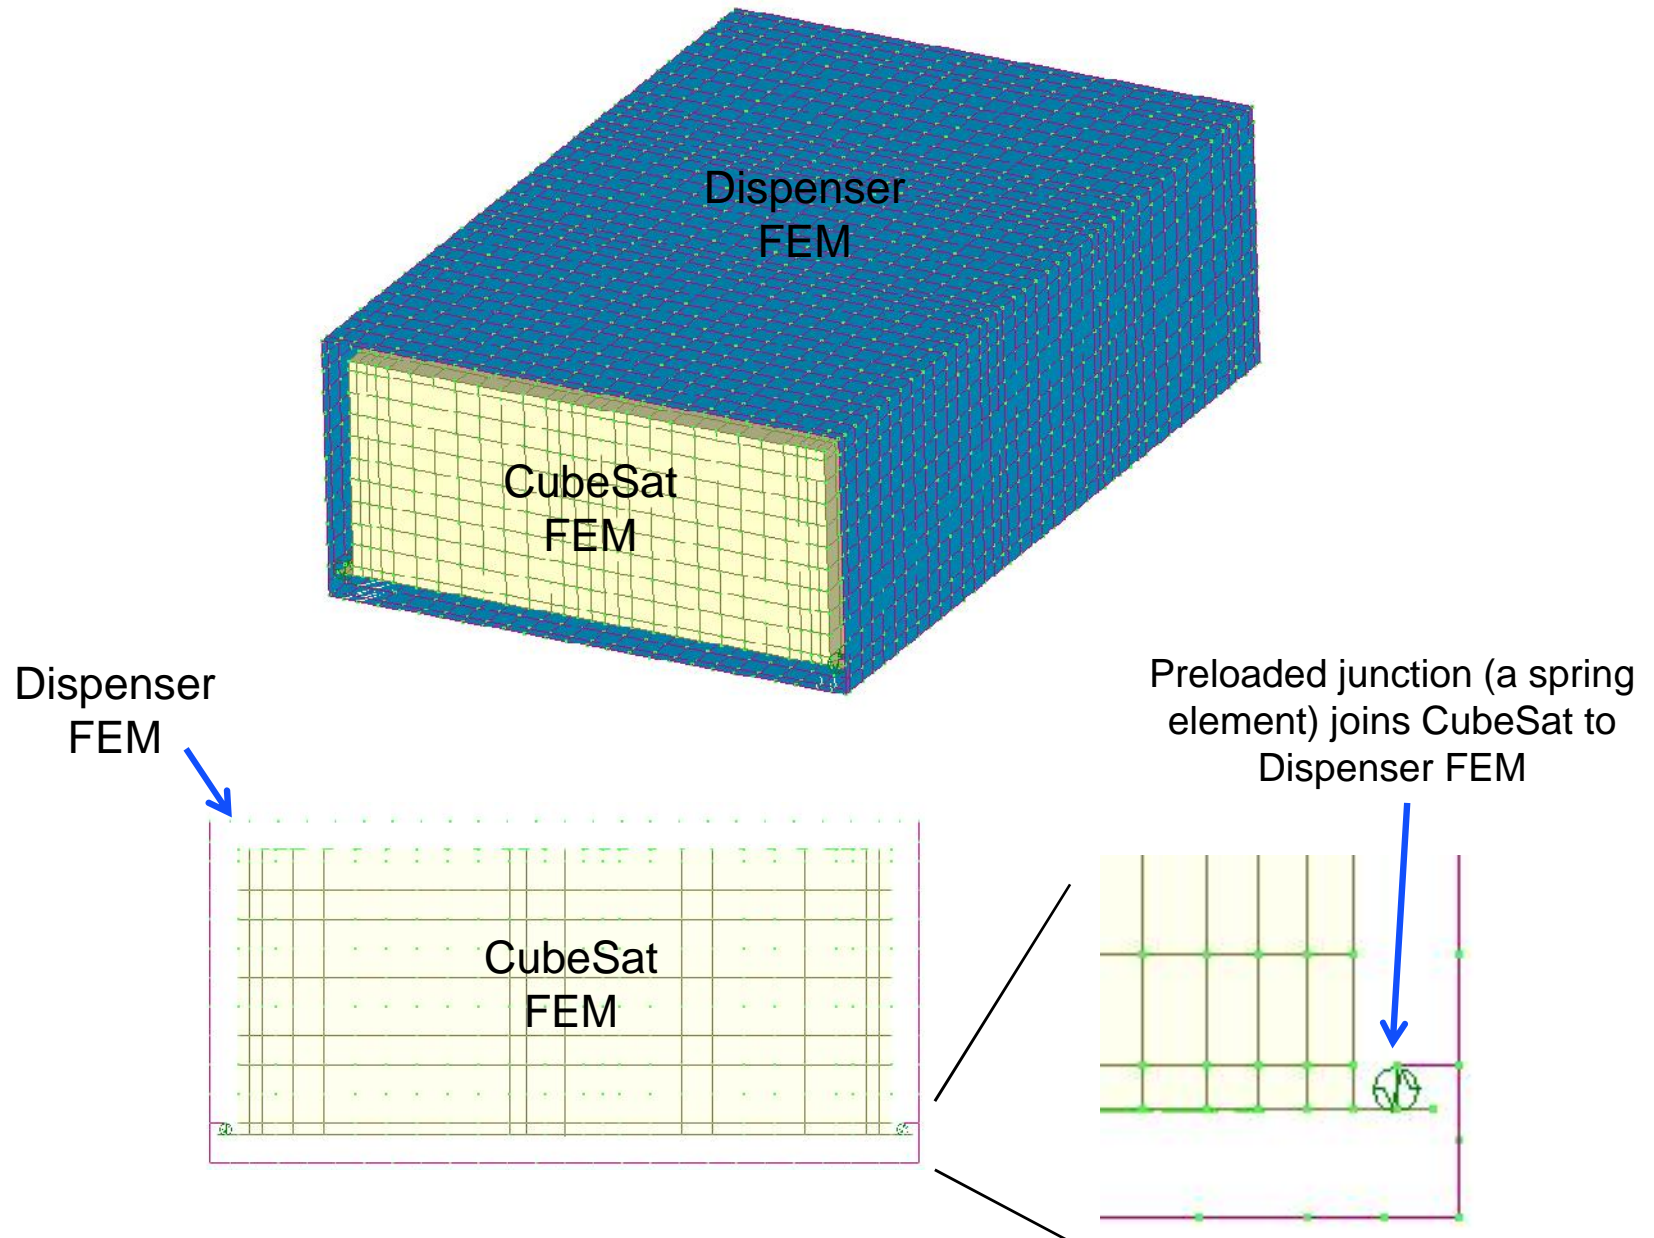 Dispenser
FEM
CubeSat
FEM
Dispenser
FEM
Preloaded junction (a spring
element) joins CubeSat to
Dispenser FEM
CubeSat
FEM